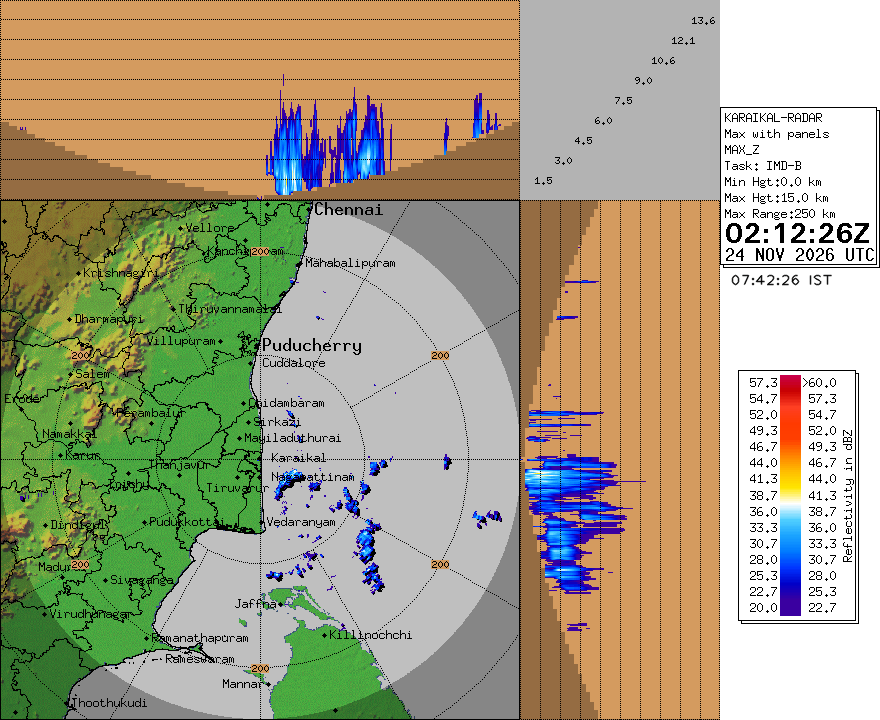 13.6
12.1
10.6
9.0
7.5
6.0
4.5
3.0
1.5
KARAIKAL-RADAR
Max with panels
MAX_Z
Task: IMD-B
Min Hgt:0.0 km
Max Hgt:15.0 km
Max Range:250 km
02:12:26Z
24 NOV 2026 UTC
07:42:26 IST
Chennai
Vellore
200
Mahabalipuram
Krishnagiri
Thiruvannamalai
Dharmapuri
Villupuram
Puducherry
200
200
Cuddalore
Salem
Erode
Chidambaram
Perambalur
Sirkazi
Namakkal
Mayiladuthurai
Karur
Karaikal
Thanjavur
Nagapattinam
Tiruvarur
Dindigul
Pudukkottai
Vedaranyam
200
200
Madurai
Sivaganga
Jaffna
Virudhunagar
Ramanathapuram
Killinochchi
Rameswaram
200
Mannar
Thoothukudi
57.3 >60.0
54.7 57.3
52.0 54.7
49.3 52.0
46.7 49.3
44.0 46.7
41.3 44.0
38.7 41.3
36.0 38.7
33.3 36.0
30.7 33.3
28.0 30.7
25.3 28.0
22.7 25.3
20.0 22.7
Reflectivity in dBZ